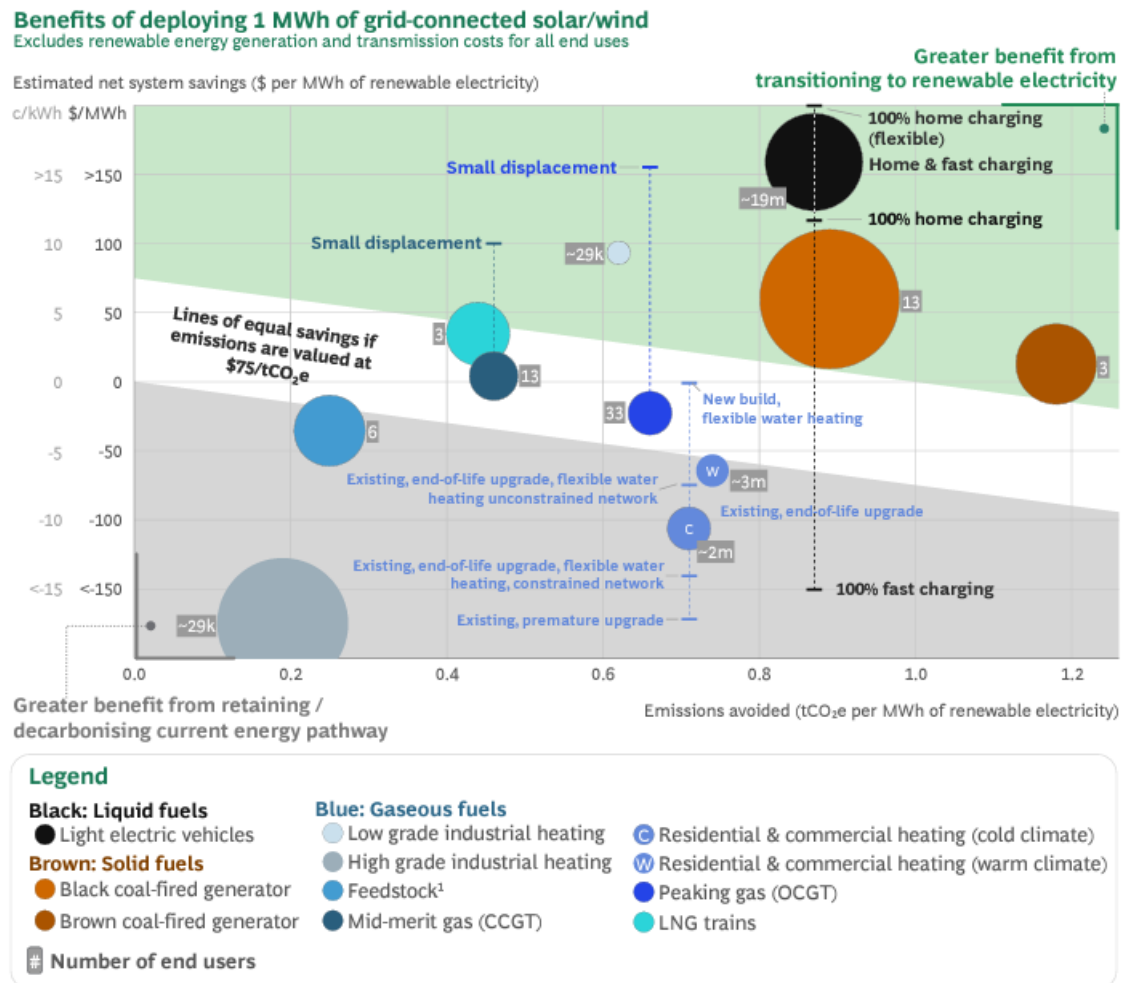 Benefits of deploying 1 MWh of grid-connected solar/wind
Excludes renewable energy generation and transmission costs for all end uses
Greater benefit from
transitioning to renewable electricity
Estimated net system savings ($ per MWh of renewable electricity)
c/kWh $/MWh
>15 >150
10 100
5 50
0 0
-5 -50
-10 -100
<-15 <-150
100% home charging
(flexible)
Home & fast charging
~19m
100% home charging
Small displacement
Small displacement
~29k
13
3
Lines of equal savings if
emissions are valued at
$75/tCO₂e
3
13
33
6
New build,
flexible water heating
W
~3m
Existing, end-of-life upgrade, flexible water
heating unconstrained network
Existing, end-of-life upgrade
C
~2m
Existing, end-of-life upgrade, flexible water
heating, constrained network
100% fast charging
Existing, premature upgrade
~29k
0.0 0.2 0.4 0.6 0.8 1.0 1.2
Greater benefit from retaining /
decarbonising current energy pathway
Emissions avoided (tCO₂e per MWh of renewable electricity)
Legend
Black: Liquid fuels
Light electric vehicles
Brown: Solid fuels
Black coal-fired generator
Brown coal-fired generator
Blue: Gaseous fuels
Low grade industrial heating
High grade industrial heating
Feedstock¹
Mid-merit gas (CCGT)
C Residential & commercial heating (cold climate)
W Residential & commercial heating (warm climate)
Peaking gas (OCGT)
LNG trains
# Number of end users